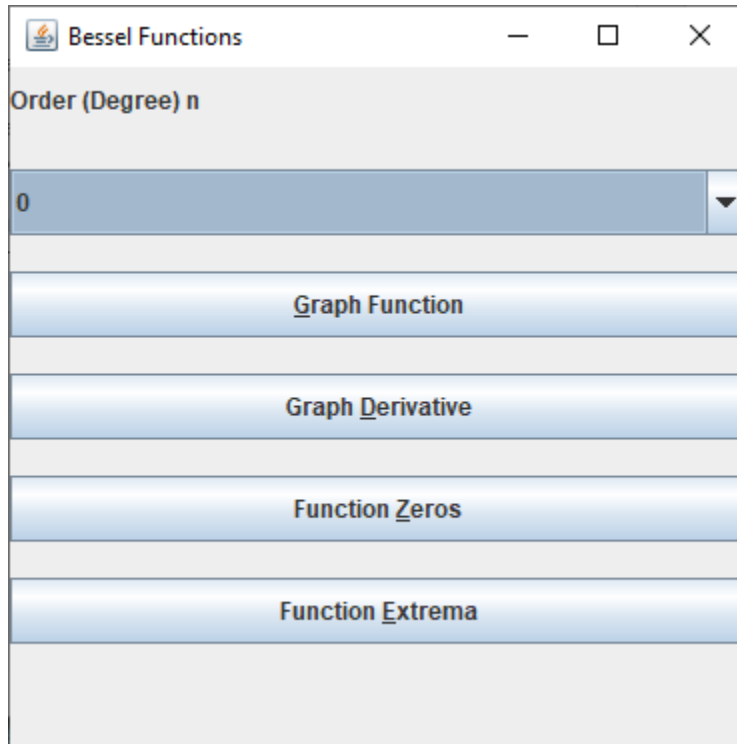 Bessel Functions
Order (Degree) n
0
Graph Function
Graph Derivative
Function Zeros
Function Extrema